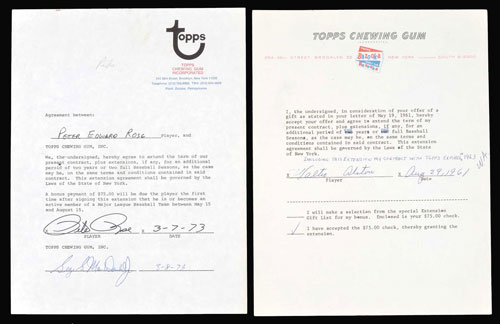 topps
TOPPS
CHEWING GUM
INCORPORATED
Agreement between:
Peter Edward Rose Player, and
TOPPS CHEWING GUM, INC.
We, the undersigned, hereby agree to extend the term of our
present contract, plus extensions, if any, for an additional
period of two years or two full Baseball Seasons, as the case
may be, on the same terms and conditions contained in said
contract. This extension agreement shall be governed by the
Laws of the State of New York.
A bonus payment of $75.00 will be due the player the first
time after signing this extension that he is or becomes an
active member of a Major League Baseball Team between May 15
and August 15.
Pete Rose 3-7-73
PLAYER DATE
TOPPS CHEWING GUM, INC.
TOPPS CHEWING GUM
INCORPORATED
Bazooka
I, the undersigned, in consideration of your offer of a
gift as stated in your letter of May 19, 1961, hereby
accept your offer and agree to extend the term of my
present contract, plus extensions, if any, for an
additional period of two years or two full Baseball
Seasons, as the case may be, on the same terms and
conditions contained in said contract. This extension
agreement shall be governed by the Laws of the State
of New York.
Walter Alston Aug 29, 1961
Player Date
I will make a selection from the special Extension
Gift List for my bonus. Enclosed is your $75.00 check.
I have accepted the $75.00 check, thereby granting the
extension.